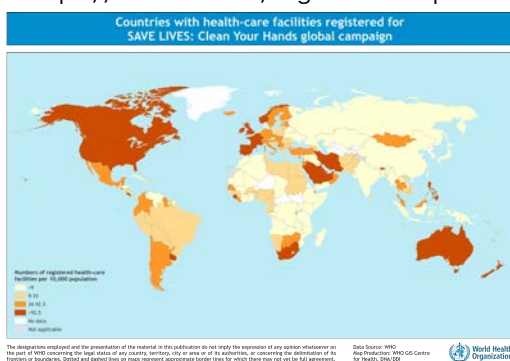 Countries with health-care facilities registered for
SAVE LIVES: Clean Your Hands global campaign
Numbers of registered health-care
facilities per 10,000 population
No data
Not applicable
The designations employed and the presentation of the material in this publication do not imply the expression of any opinion whatsoever on
the part of WHO concerning the legal status of any country, territory, city or area or of its authorities, or concerning the delimitation of its
frontiers or boundaries. Dotted and dashed lines on maps represent approximate border lines for which there may not yet be full agreement.
Data Source: WHO
Map Production: WHO GIS Centre
for Health, DNA/DDI
World Health
Organization